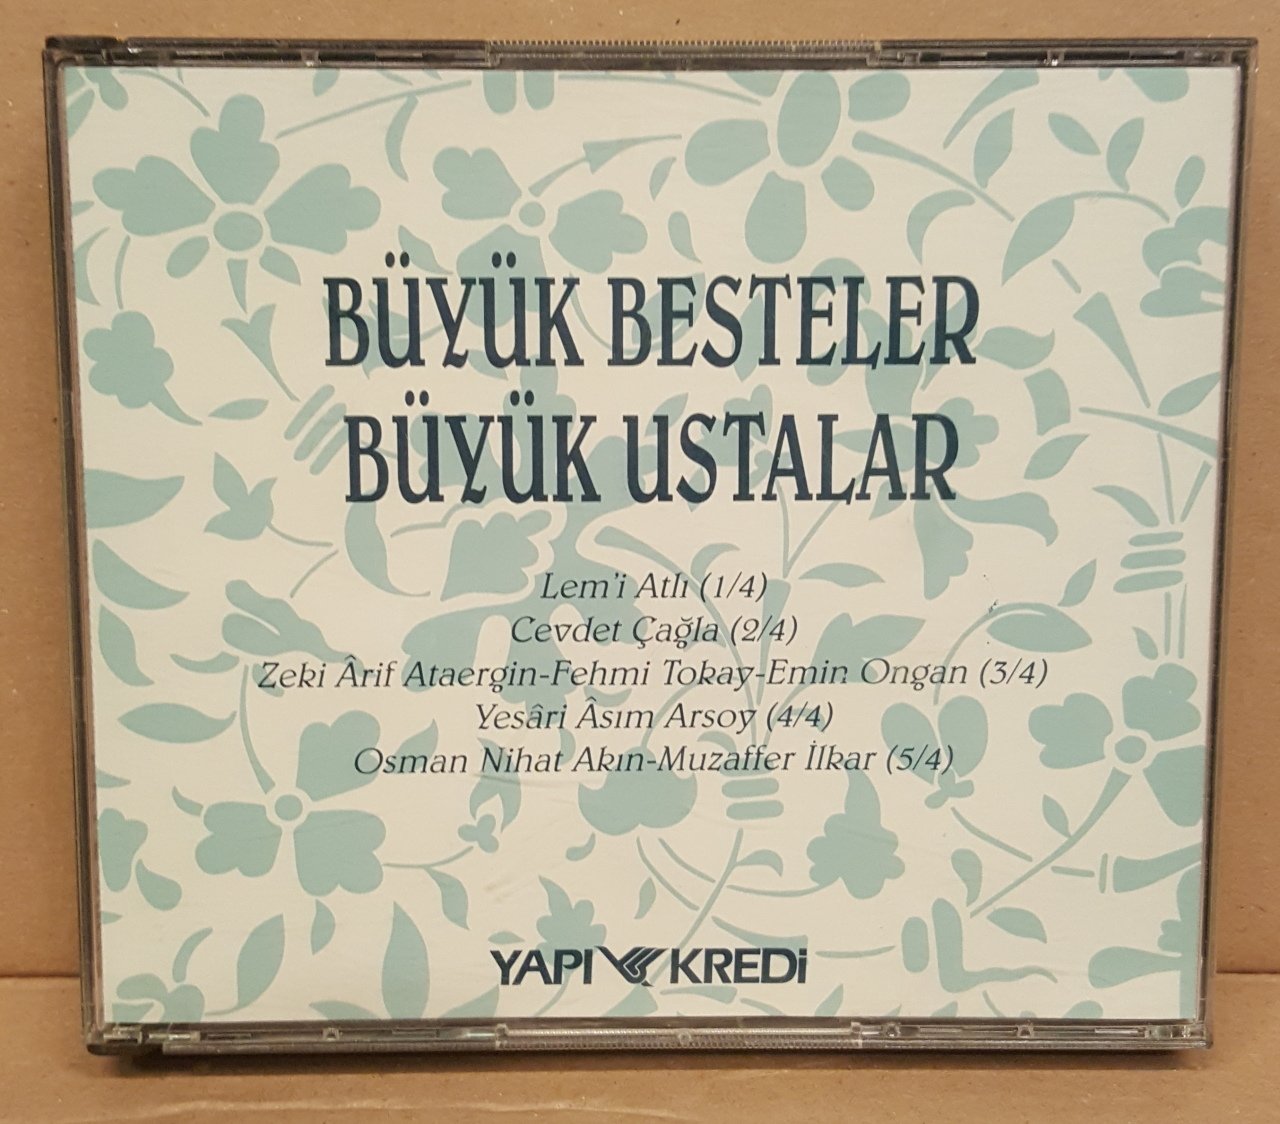 BÜYÜK BESTELER
BÜYÜK USTALAR
Lem'i Atlı (1/4)
Cevdet Çağla (2/4)
Zeki Ârif Ataergin-Fehmi Tokay-Emin Ongan (3/4)
Yesâri Âsım Arsoy (4/4)
Osman Nihat Akın-Muzaffer İlkar (5/4)
YAPI KREDİ